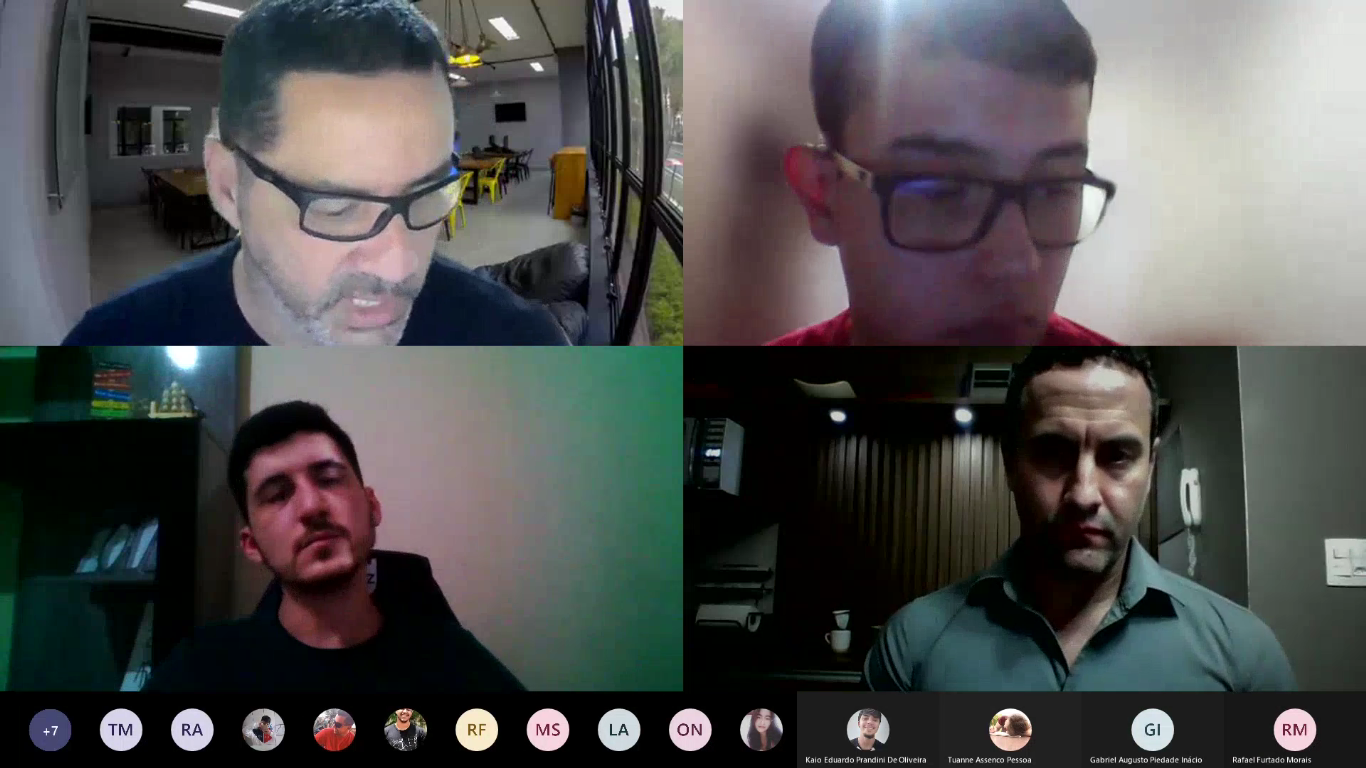 +7
TM
RA
RF
MS
LA
ON
GI
RM
Kaio Eduardo Prandini De Oliveira
Tuanne Assenco Pessoa
Gabriel Augusto Piedade Inácio
Rafael Furtado Morais